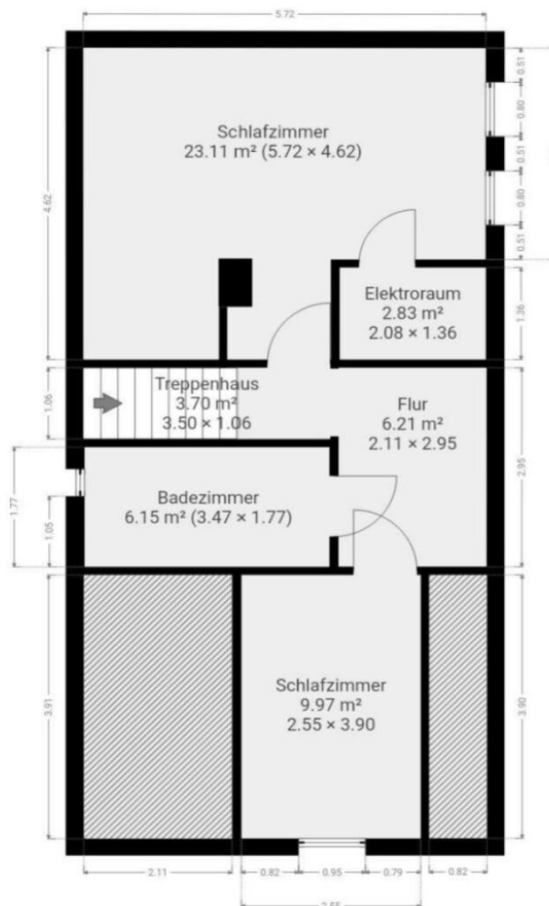 5.72
0.51
Schlafzimmer
23.11 m² (5.72 × 4.62)
0.80
0.51
4.62
0.80
0.51
Elektroraum
2.83 m²
2.08 × 1.36
1.36
Treppenhaus
3.70 m²
3.50 × 1.06
1.06
Flur
6.21 m²
2.11 × 2.95
2.95
Badezimmer
6.15 m² (3.47 × 1.77)
1.77
1.05
Schlafzimmer
9.97 m²
2.55 × 3.90
3.91
3.90
2.11
0.82
0.95
0.79
0.82
2.55